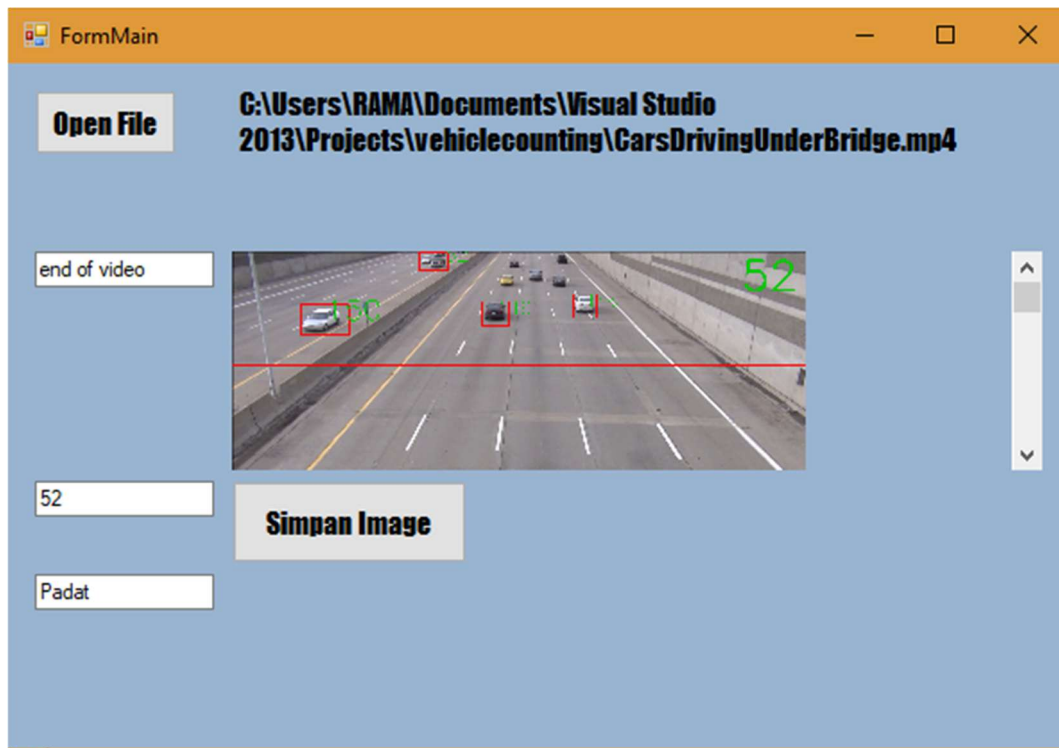 FormMain
Open File
C:\Users\RAMA\Documents\Visual Studio
2013\Projects\vehiclecounting\CarsDrivingUnderBridge.mp4
end of video
52
52
Simpan Image
Padat